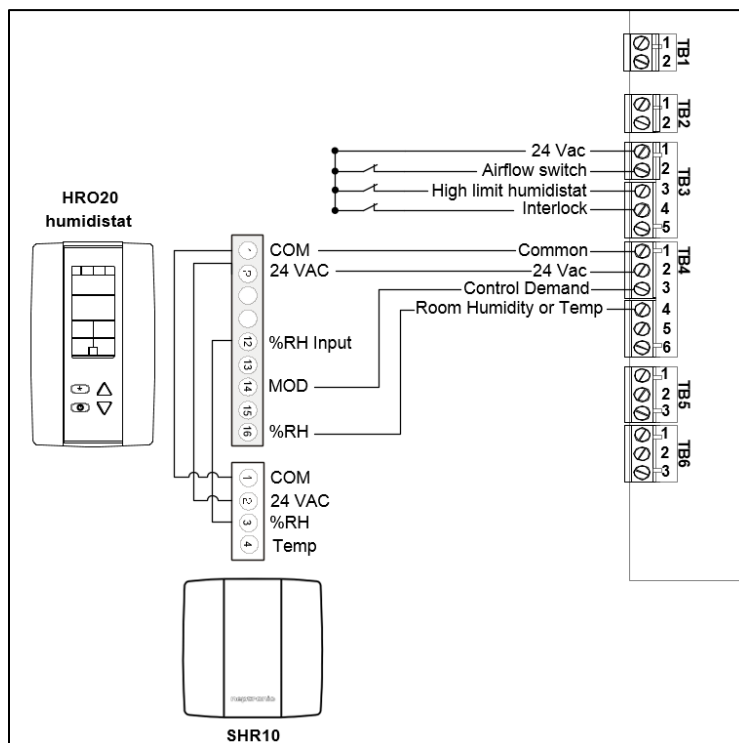 1
2
TB1
1
2
TB2
24 Vac
1
Airflow switch
2
High limit humidistat
3
Interlock
4
5
TB3
HRO20
humidistat
1
COM
Common
1
2
24 VAC
24 Vac
2
Control Demand
3
Room Humidity or Temp
4
5
6
TB4
12
%RH Input
13
14
MOD
15
16
%RH
1
2
3
TB5
1
2
3
TB6
1
COM
2
24 VAC
3
%RH
4
Temp
neptronic
SHR10